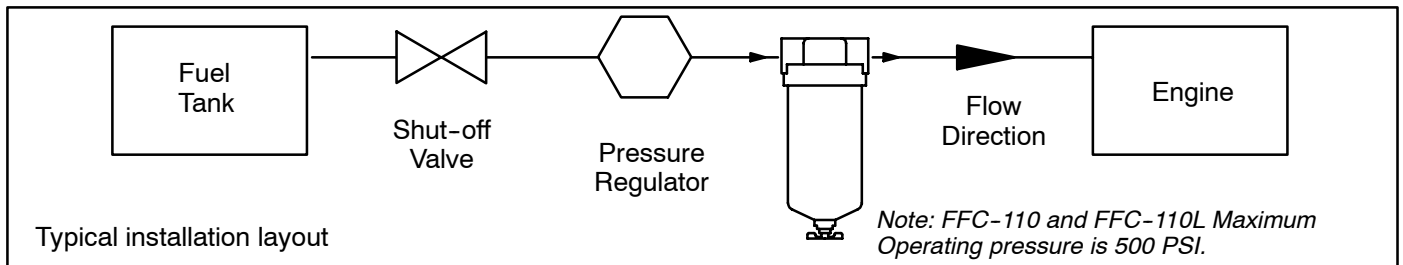 Fuel
Tank
Shut-off
Valve
Pressure
Regulator
Flow
Direction
Engine
Typical installation layout
Note: FFC-110 and FFC-110L Maximum
Operating pressure is 500 PSI.